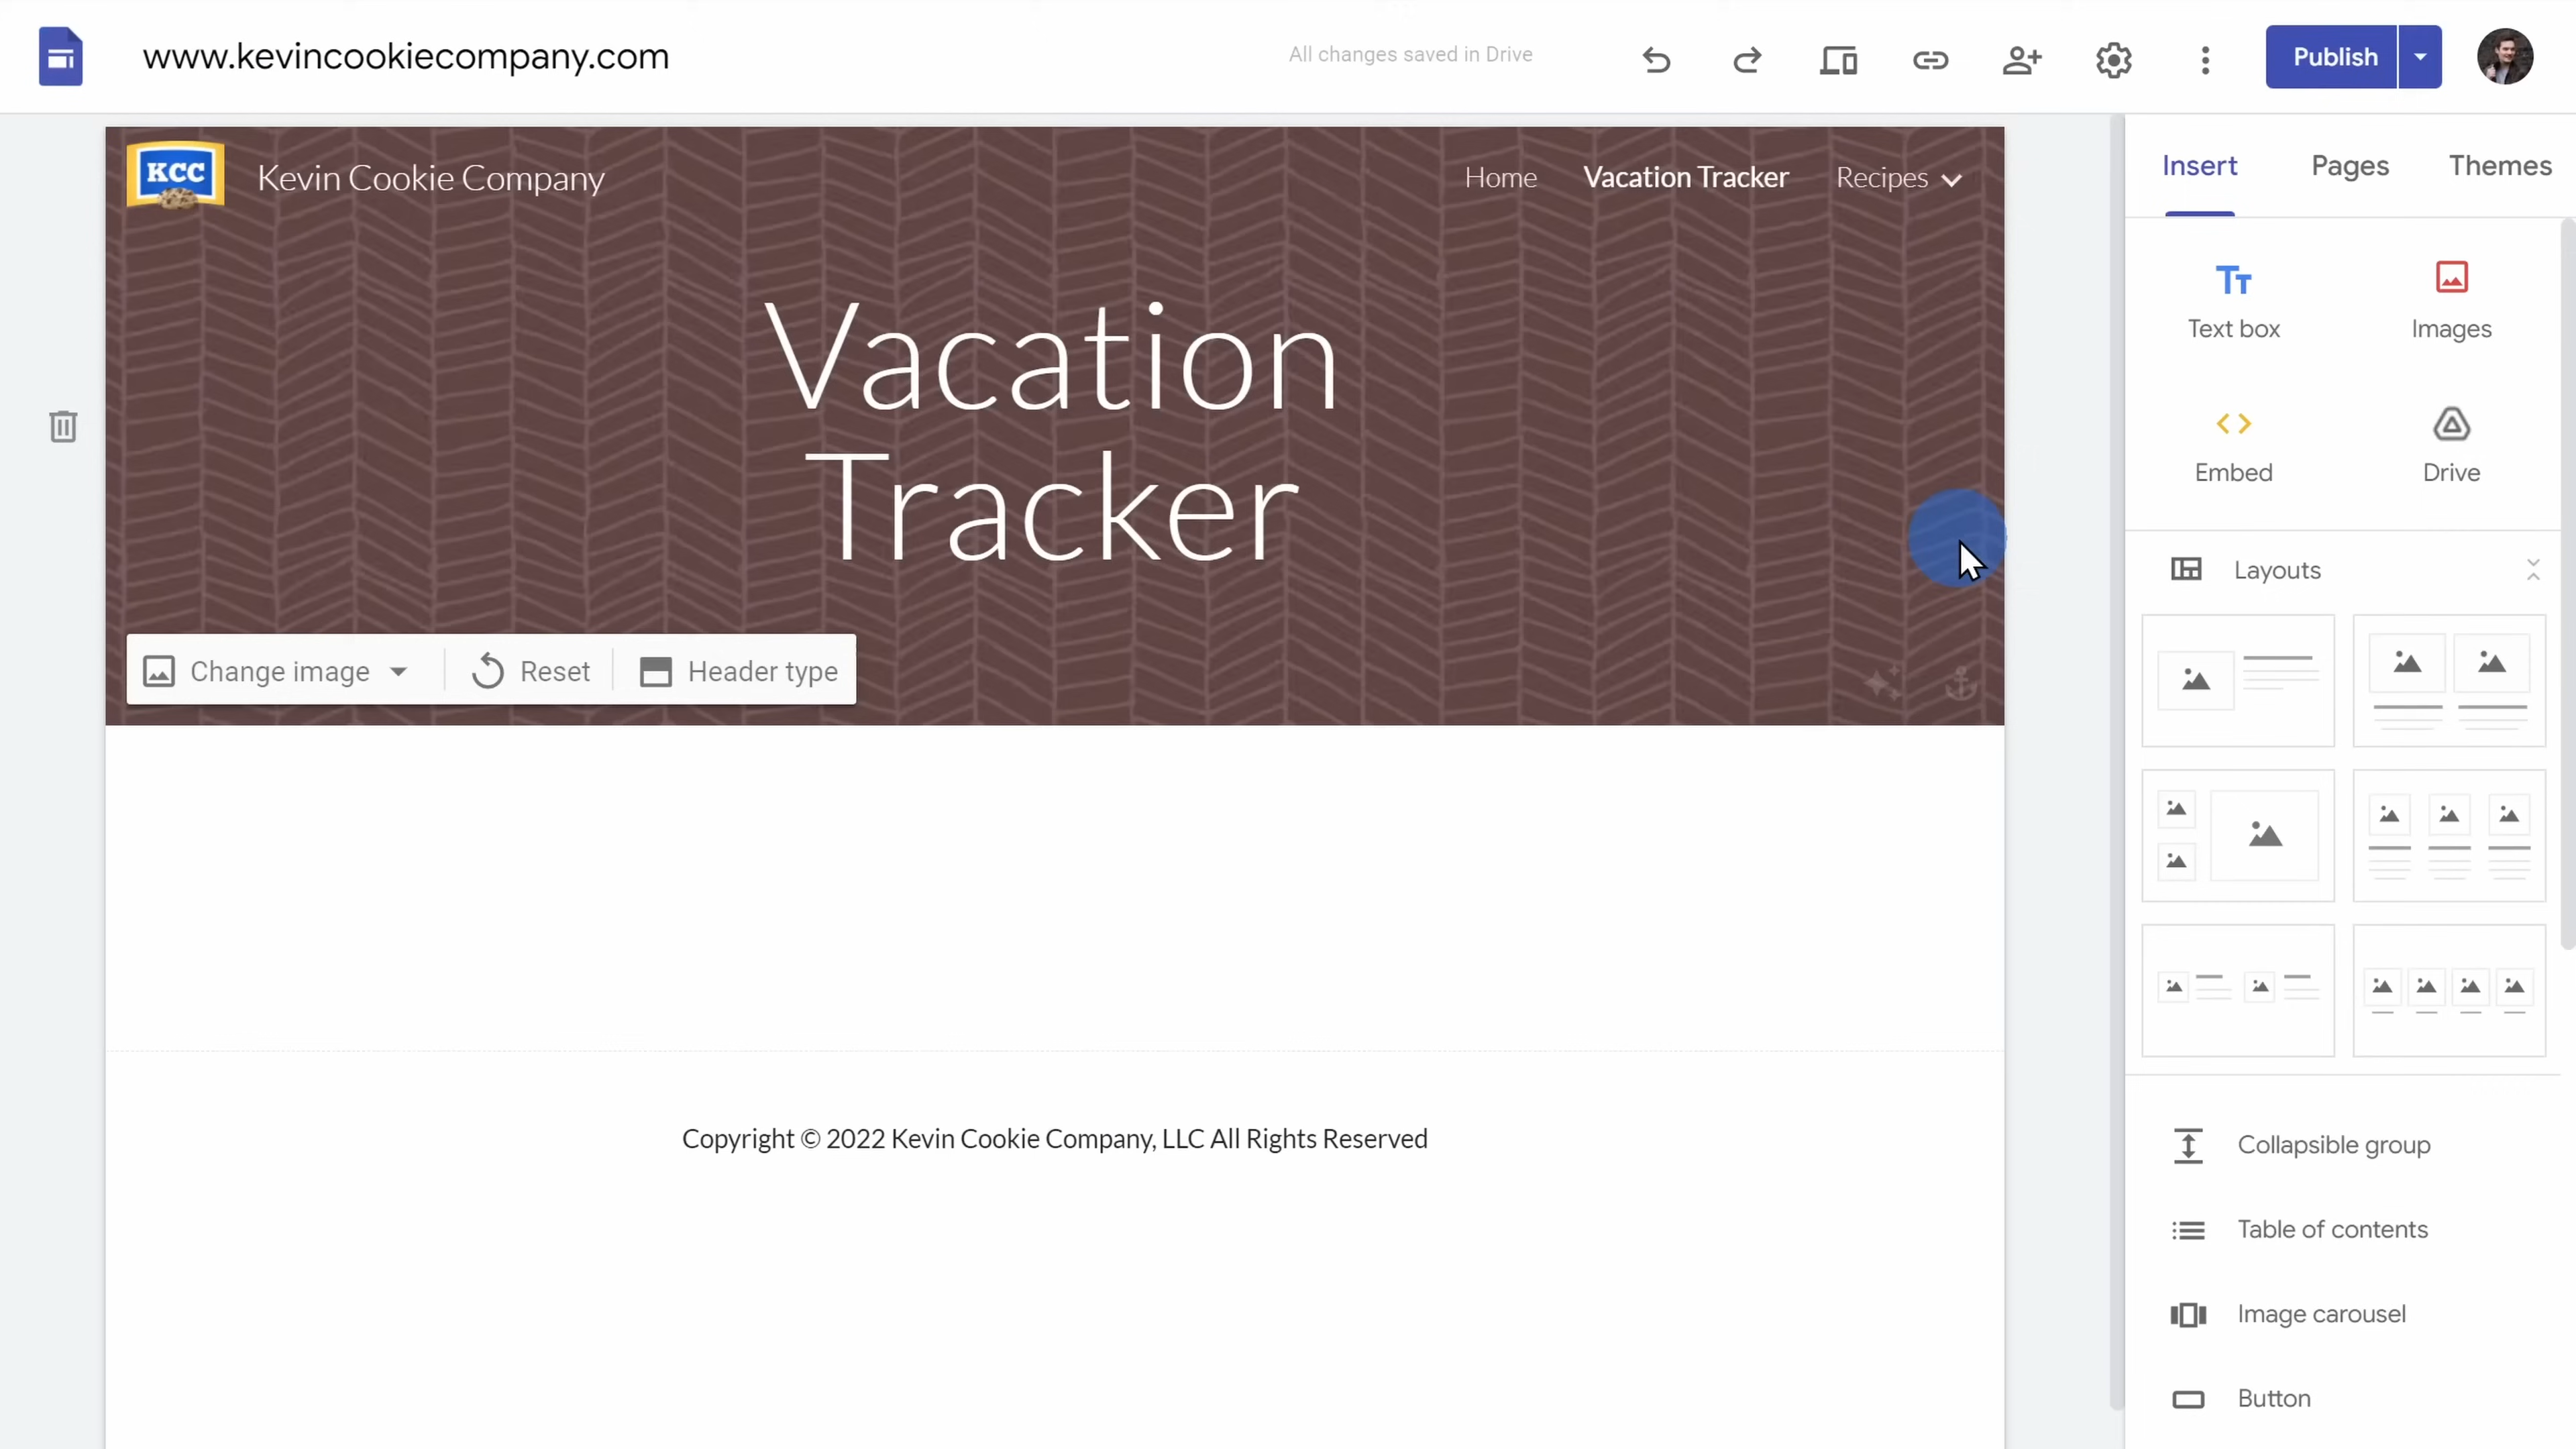 www.kevincookiecompany.com
All changes saved in Drive
Publish
KCC
Kevin Cookie Company
Home
Vacation Tracker
Recipes
Insert
Pages
Themes
Vacation
Tracker
Text box
Images
Embed
Drive
Layouts
Change image
Reset
Header type
Copyright © 2022 Kevin Cookie Company, LLC All Rights Reserved
Collapsible group
Table of contents
Image carousel
Button